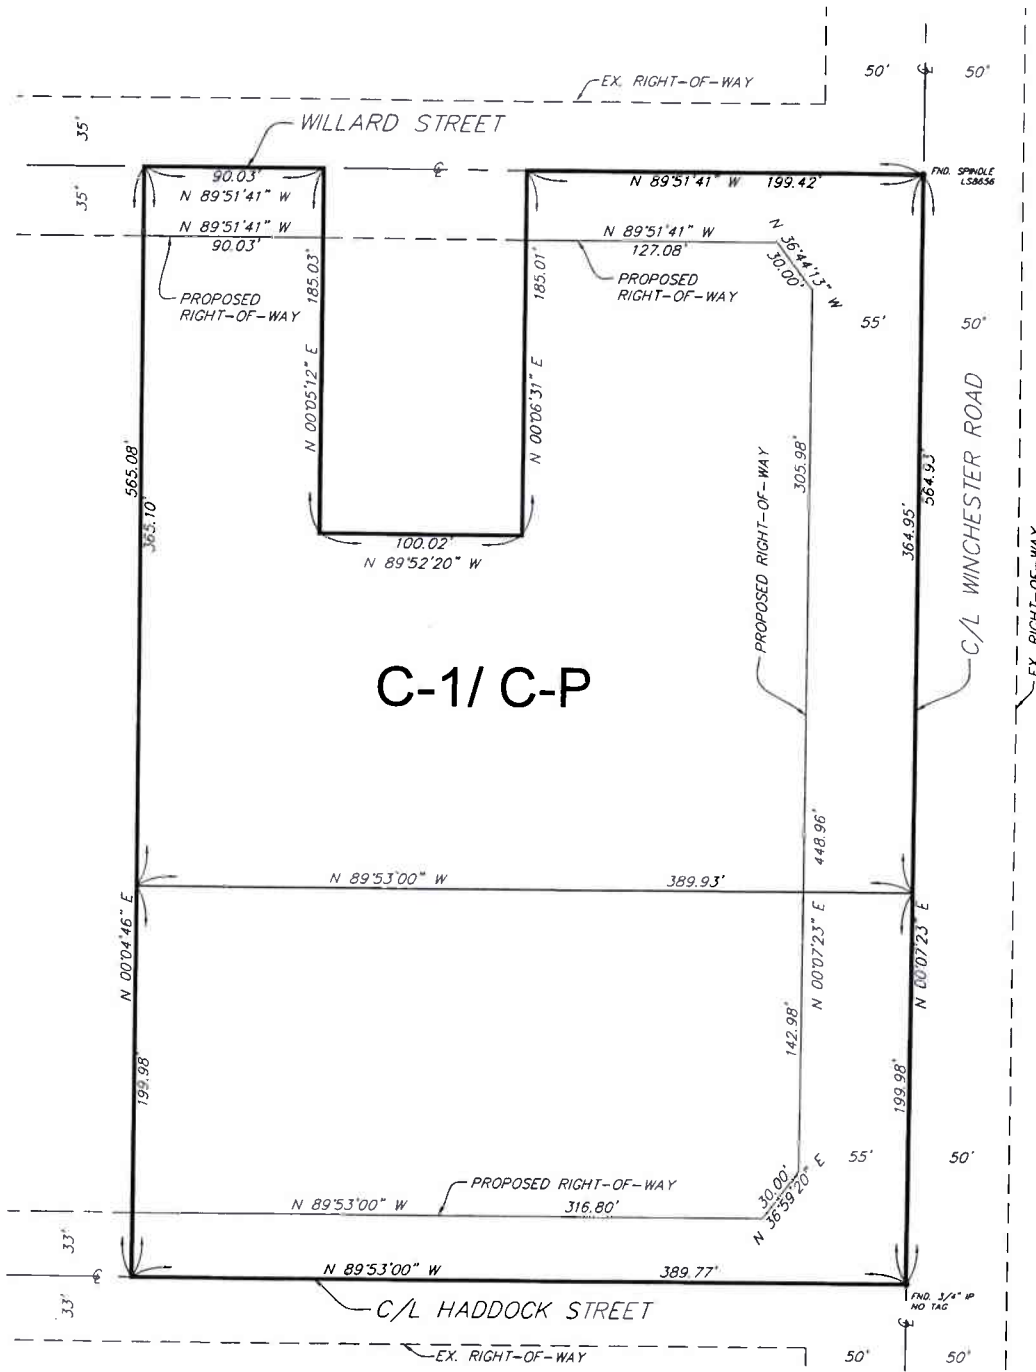 50'
℄
50'
EX. RIGHT-OF-WAY
35'
WILLARD STREET
35'
90.03'
N 89°51'41" W
℄
N 89°51'41" W 199.42'
FND. SPINDLE
LS8656
N 89°51'41" W
90.03'
N 89°51'41" W
127.08'
N 36°44'13" W
30.00'
PROPOSED
RIGHT-OF-WAY
185.03'
N 00°05'12" E
185.01'
N 00°06'31" E
PROPOSED
RIGHT-OF-WAY
55'
50'
565.08'
365.10'
305.98'
PROPOSED RIGHT-OF-WAY
364.95'
564.93'
C/L WINCHESTER ROAD
EX. RIGHT-OF-WAY
100.02'
N 89°52'20" W
C-1/ C-P
448.96'
N 89°53'00" W
389.93'
N 00°04'46" E
N 00°07'23" E
N 00°07'23" E
199.98'
142.98'
199.98'
55'
50'
30.00'
N 36°59'20" E
PROPOSED RIGHT-OF-WAY
N 89°53'00" W
316.80'
33'
℄
33'
N 89°53'00" W
389.77'
C/L HADDOCK STREET
FND. 3/4" IP
NO TAG
℄
EX. RIGHT-OF-WAY
50'
50'